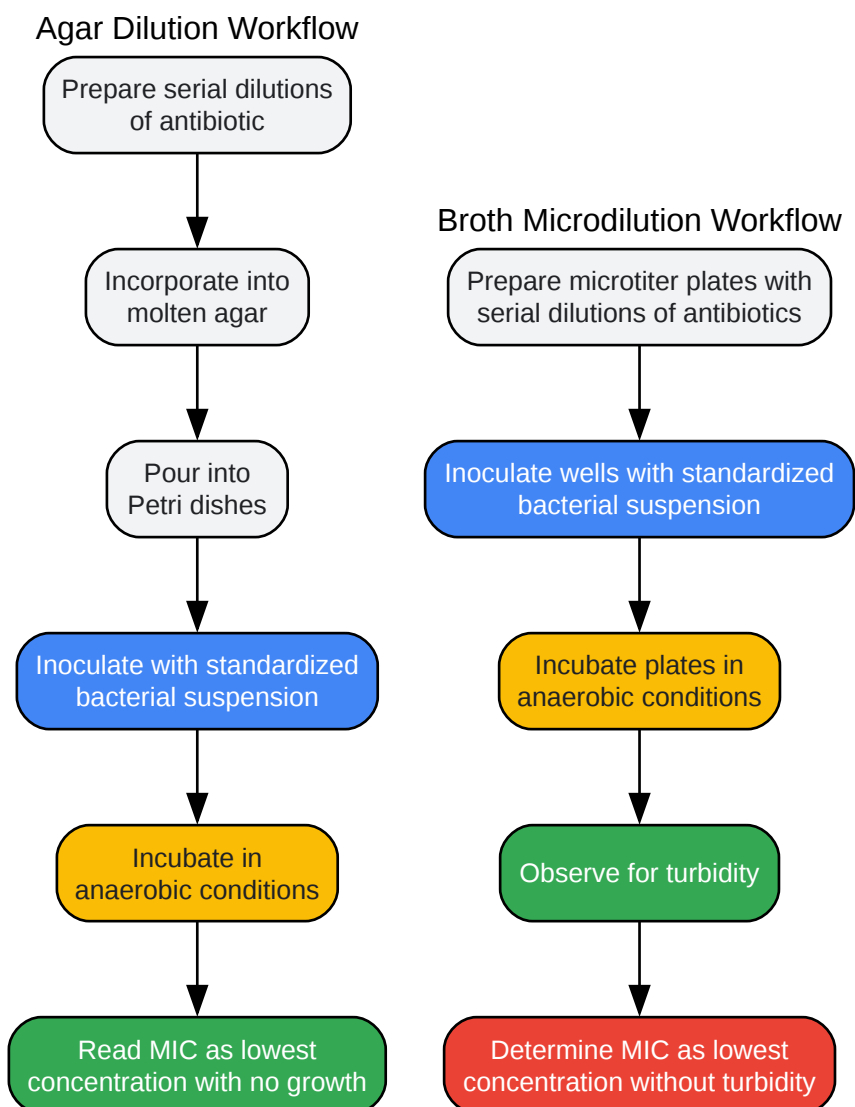 Agar Dilution Workflow
Prepare serial dilutions
of antibiotic
Incorporate into
molten agar
Pour into
Petri dishes
Inoculate with standardized
bacterial suspension
Incubate in
anaerobic conditions
Read MIC as lowest
concentration with no growth
Broth Microdilution Workflow
Prepare microtiter plates with
serial dilutions of antibiotics
Inoculate wells with standardized
bacterial suspension
Incubate plates in
anaerobic conditions
Observe for turbidity
Determine MIC as lowest
concentration without turbidity